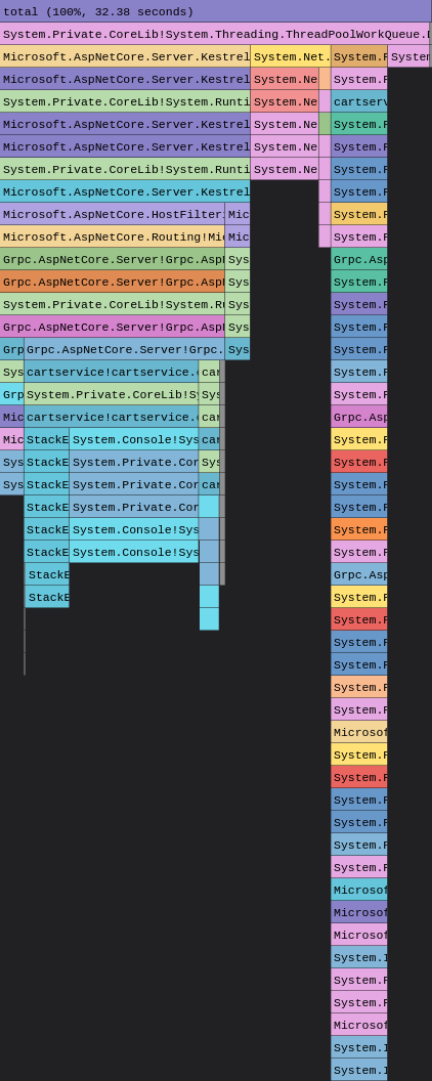 total (100%, 32.38 seconds)
System.Private.CoreLib!System.Threading.ThreadPoolWorkQueue.
Microsoft.AspNetCore.Server.Kestrel System.Net. System. System
Microsoft.AspNetCore.Server.Kestrel System.Ne System.
System.Private.CoreLib!System.Runti System.Ne cartserv
Microsoft.AspNetCore.Server.Kestrel System.Ne System.
Microsoft.AspNetCore.Server.Kestrel System.Ne System.
System.Private.CoreLib!System.Runti System.Ne System.
Microsoft.AspNetCore.Server.Kestrel System.
Microsoft.AspNetCore.HostFilter Mic System.
Microsoft.AspNetCore.Routing!Mi Mic System.
Grpc.AspNetCore.Server!Grpc.Asp Sys Grpc.Asp
Grpc.AspNetCore.Server!Grpc.Asp Sys System.
System.Private.CoreLib!System.R Sys System.
Grpc.AspNetCore.Server!Grpc.Asp Sys System.
Grp Grpc.AspNetCore.Server!Grpc. Sys System.
Sys cartservice!cartservice. car System.
Grp System.Private.CoreLib!S Sys System.
Mic cartservice!cartservice. car Grpc.Asp
Mic StackE System.Console!Sys car System.
Sys StackE System.Private.Cor Sys System.
Sys StackE System.Private.Cor car System.
StackE System.Private.Cor System.
StackE System.Console!Sys System.
StackE System.Console!Sys System.
StackE Grpc.Asp
StackE System.
System.
System.
System.
System.
System.
Microsof
System.
System.
System.
System.
System.
System.
Microsof
Microsof
Microsof
System.I
System.
System.
Microsof
System.I
System.I